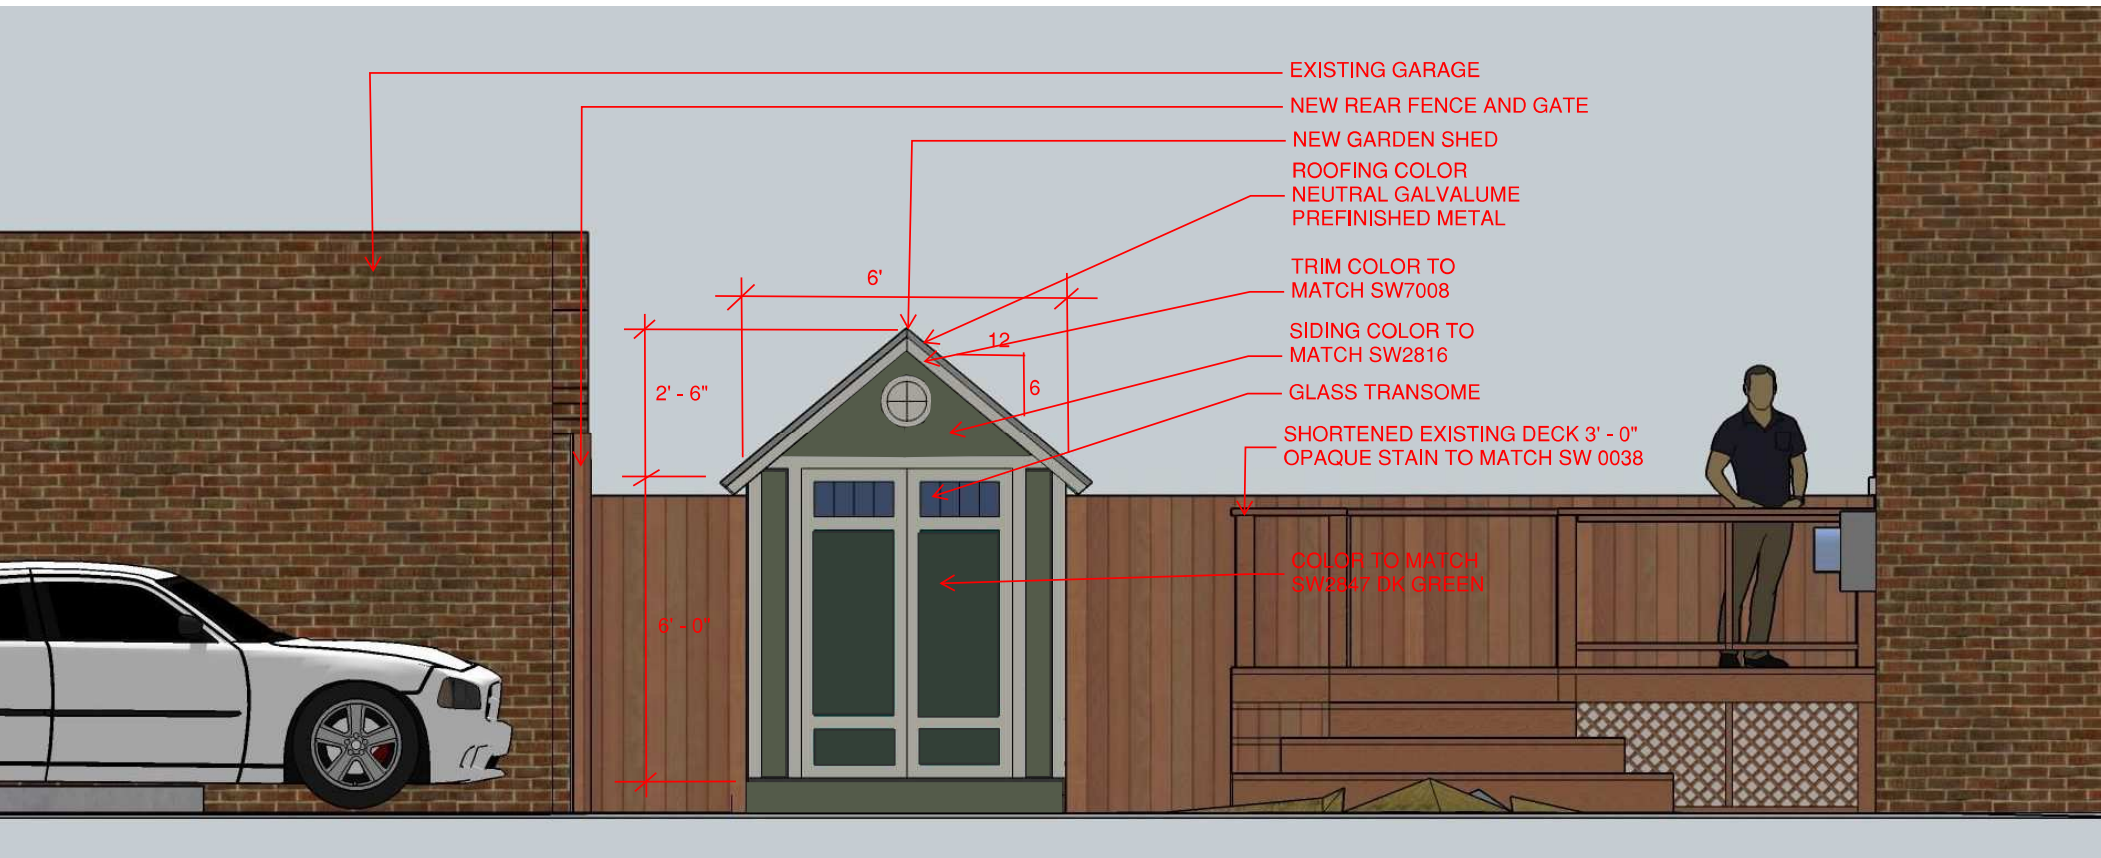 EXISTING GARAGE
NEW REAR FENCE AND GATE
NEW GARDEN SHED
ROOFING COLOR
NEUTRAL GALVALUME
PREFINISHED METAL
TRIM COLOR TO
MATCH SW7008
SIDING COLOR TO
MATCH SW2816
GLASS TRANSOME
SHORTENED EXISTING DECK 3' - 0"
OPAQUE STAIN TO MATCH SW 0038
COLOR TO MATCH
SW2847 DK GREEN
6'
12
6
2' - 6"
6' - 0"